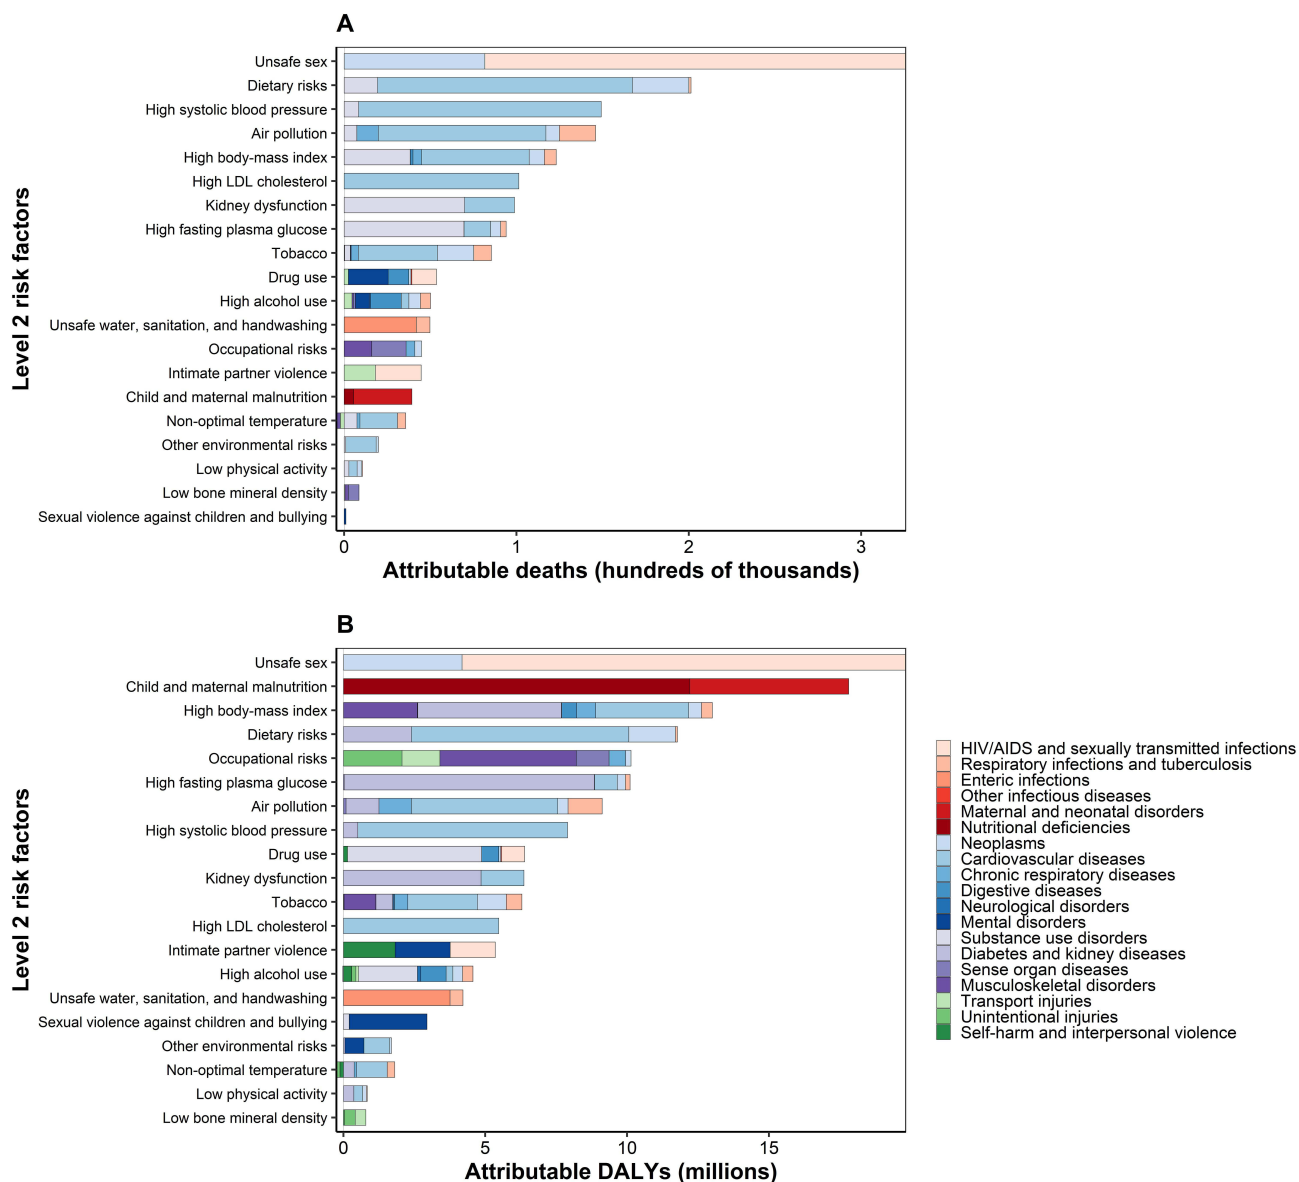 A
Level 2 risk factors
Unsafe sex
Dietary risks
High systolic blood pressure
Air pollution
High body-mass index
High LDL cholesterol
Kidney dysfunction
High fasting plasma glucose
Tobacco
Drug use
High alcohol use
Unsafe water, sanitation, and handwashing
Occupational risks
Intimate partner violence
Child and maternal malnutrition
Non-optimal temperature
Other environmental risks
Low physical activity
Low bone mineral density
Sexual violence against children and bullying
0 1 2 3
Attributable deaths (hundreds of thousands)
B
Level 2 risk factors
Unsafe sex
Child and maternal malnutrition
High body-mass index
Dietary risks
Occupational risks
High fasting plasma glucose
Air pollution
High systolic blood pressure
Drug use
Kidney dysfunction
Tobacco
High LDL cholesterol
Intimate partner violence
High alcohol use
Unsafe water, sanitation, and handwashing
Sexual violence against children and bullying
Other environmental risks
Non-optimal temperature
Low physical activity
Low bone mineral density
0 5 10 15
Attributable DALYs (millions)
HIV/AIDS and sexually transmitted infections
Respiratory infections and tuberculosis
Enteric infections
Other infectious diseases
Maternal and neonatal disorders
Nutritional deficiencies
Neoplasms
Cardiovascular diseases
Chronic respiratory diseases
Digestive diseases
Neurological disorders
Mental disorders
Substance use disorders
Diabetes and kidney diseases
Sense organ diseases
Musculoskeletal disorders
Transport injuries
Unintentional injuries
Self-harm and interpersonal violence